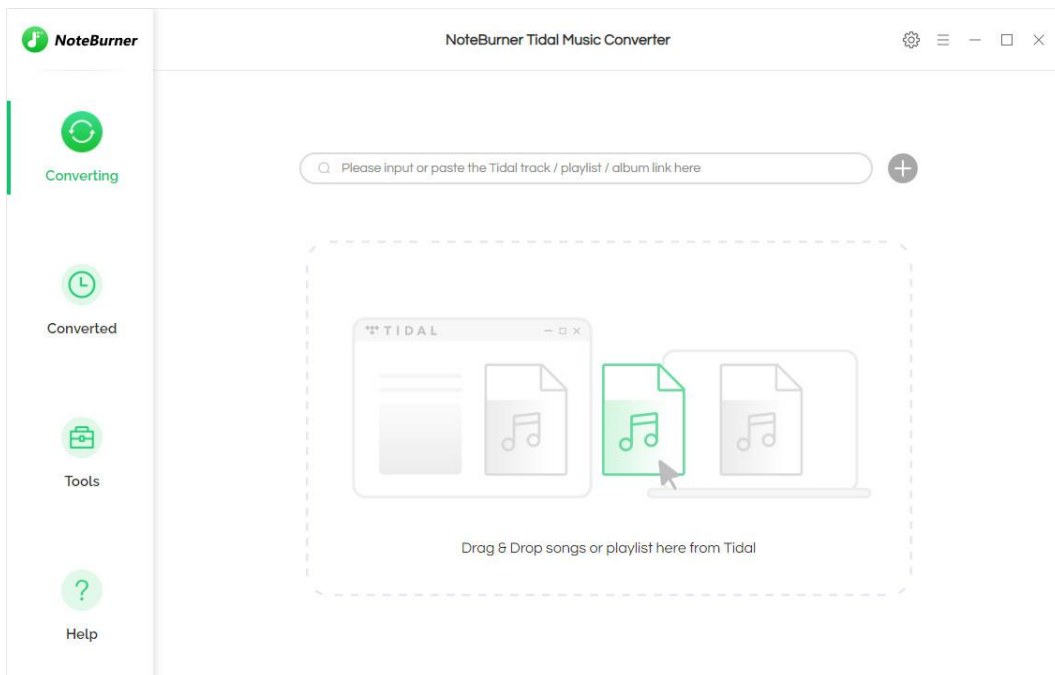 NoteBurner
NoteBurner Tidal Music Converter
Converting
Please input or paste the Tidal track / playlist / album link here
Converted
TIDAL
Tools
Drag & Drop songs or playlist here from Tidal
?
Help